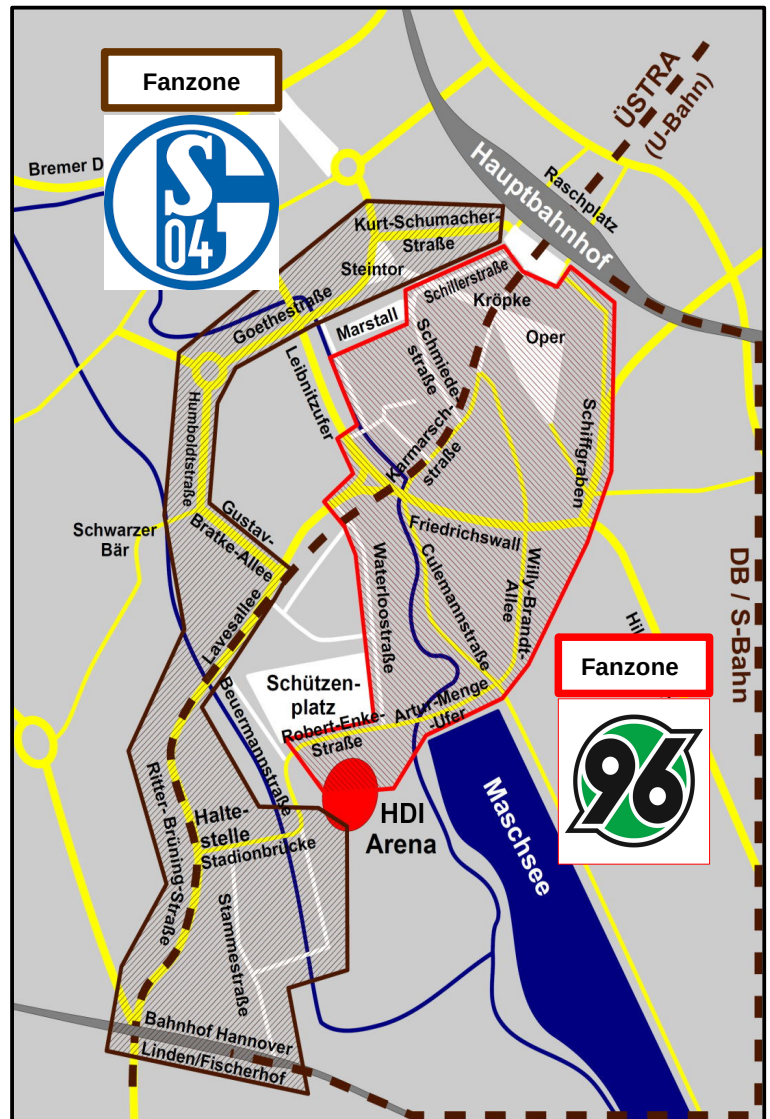 Fanzone
S
04
Bremer D
ÜSTRA
(U-Bahn)
Raschplatz
Hauptbahnhof
Kurt-Schumacher-
Straße
Steintor
Goethestraße
Schillerstraße
Kröpke
Marstall
Oper
Schmiede-
straße
Leibnitzufer
Karmarsch-
straße
Schiffgraben
Humboldtstraße
Gustav-
Bratke-Allee
Schwarzer
Bär
Friedrichswall
Waterloostraße
Culemannstraße
Willy-Brandt-
Allee
DB / S-Bahn
Hil
Lavesallee
Fanzone
96
Schützen-
platz
Beuermannstraße
Robert-Enke-
Straße
Artur-Menge
-Ufer
Maschsee
HDI
Arena
Ritter-Brüning-Straße
Halte-
stelle
Stadionbrücke
Stammestraße
Bahnhof Hannover
Linden/Fischerhof